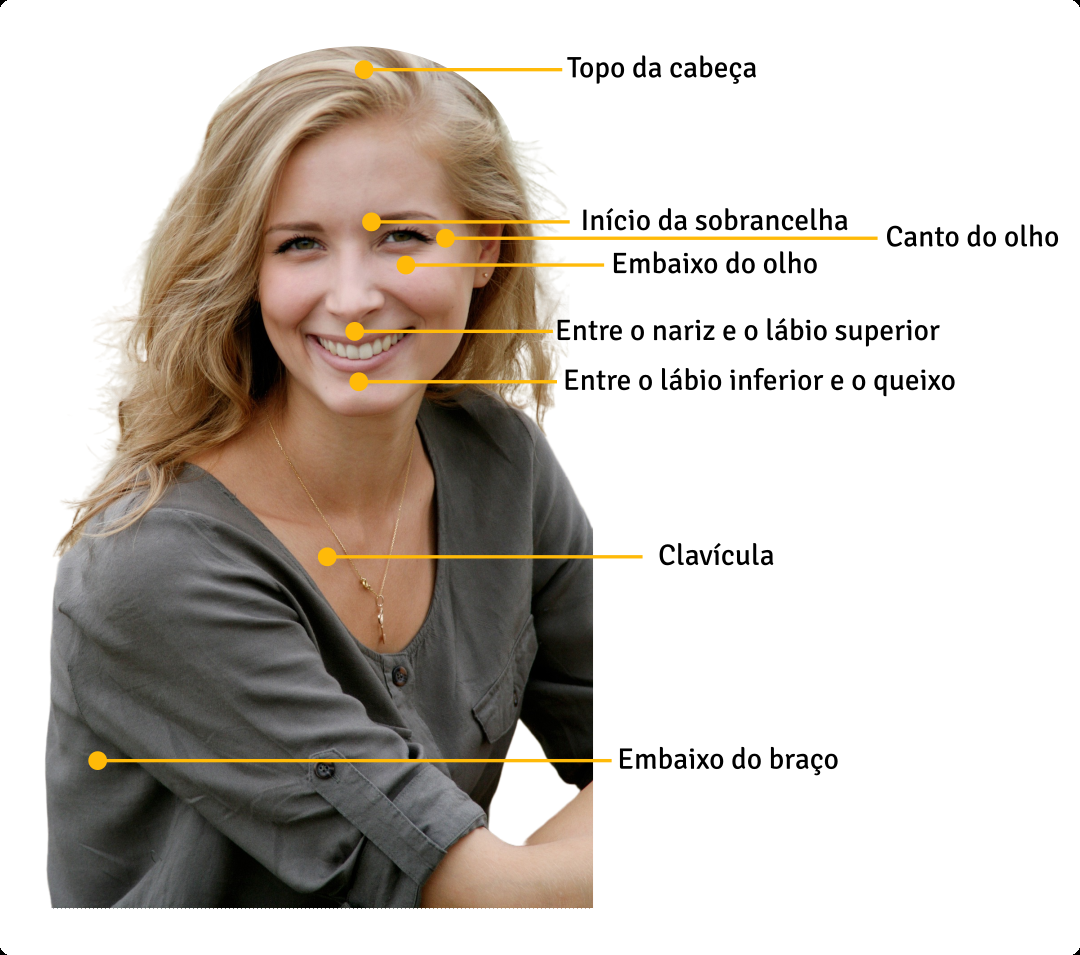 Topo da cabeça
Início da sobrancelha
Canto do olho
Embaixo do olho
Entre o nariz e o lábio superior
Entre o lábio inferior e o queixo
Clavícula
Embaixo do braço